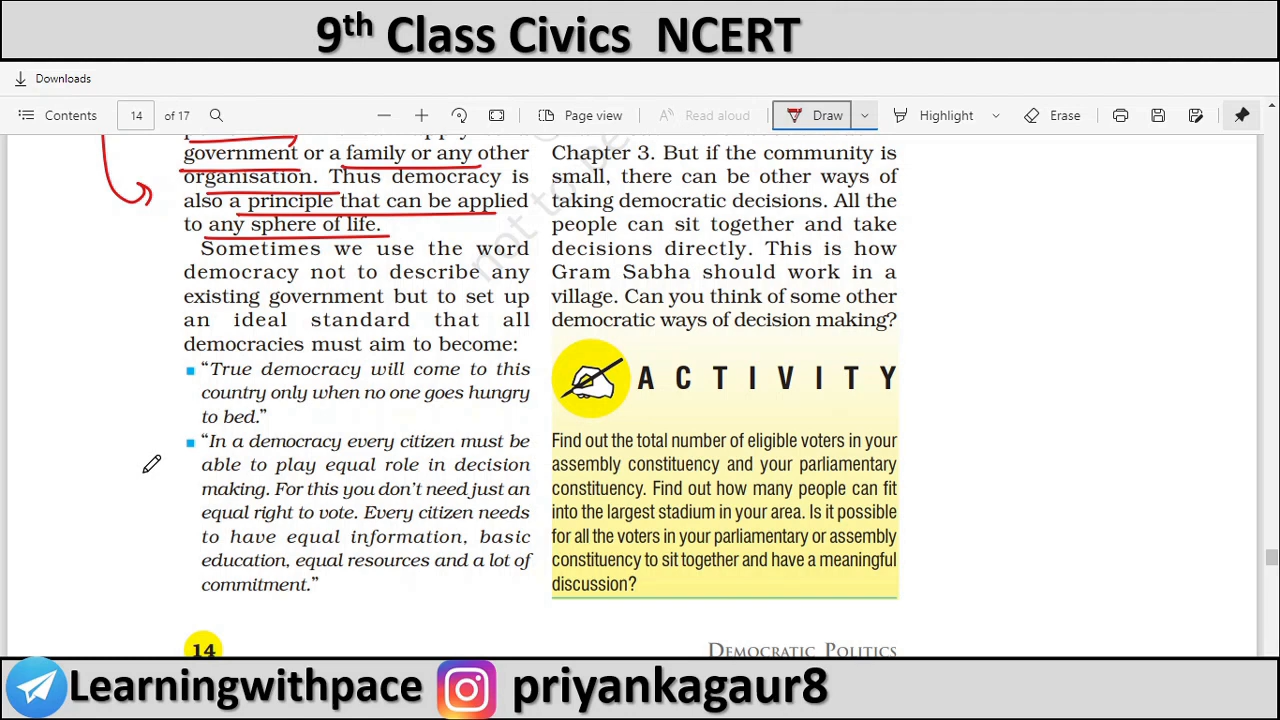 9th Class Civics NCERT
Downloads
Contents
14
of 17
Page view
Read aloud
Draw
Highlight
Erase
government or a family or any other
organisation. Thus democracy is
also a principle that can be applied
to any sphere of life.
Sometimes we use the word
democracy not to describe any
existing government but to set up
an ideal standard that all
democracies must aim to become:
“True democracy will come to this
country only when no one goes hungry
to bed.”
“In a democracy every citizen must be
able to play equal role in decision
making. For this you don’t need just an
equal right to vote. Every citizen needs
to have equal information, basic
education, equal resources and a lot of
commitment.”
14
Chapter 3. But if the community is
small, there can be other ways of
taking democratic decisions. All the
people can sit together and take
decisions directly. This is how
Gram Sabha should work in a
village. Can you think of some other
democratic ways of decision making?
ACTIVITY
Find out the total number of eligible voters in your
assembly constituency and your parliamentary
constituency. Find out how many people can fit
into the largest stadium in your area. Is it possible
for all the voters in your parliamentary or assembly
constituency to sit together and have a meaningful
discussion?
DEMOCRATIC POLITICS
not to be
Learningwithpace
priyankagaur8